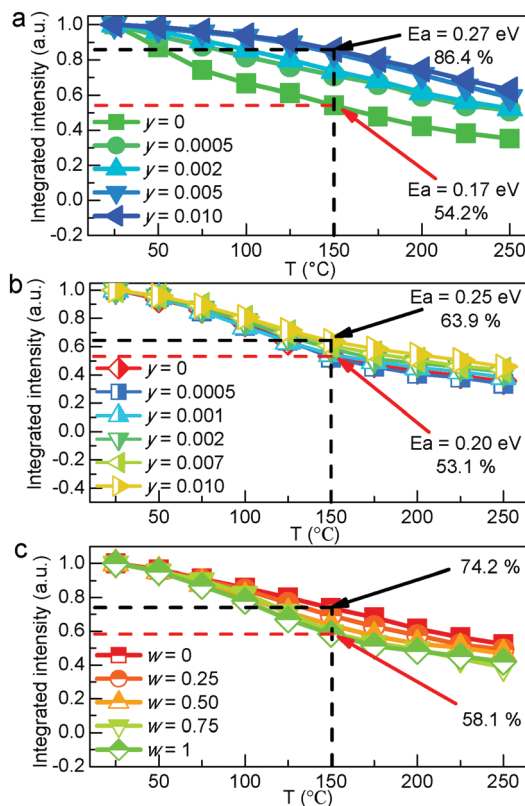 a
Integrated intensity (a.u.)
1.0
0.8
0.6
0.4
0.2
0.0
-0.2
Ea = 0.27 eV
86.4 %
y = 0
y = 0.0005
y = 0.002
y = 0.005
y = 0.010
Ea = 0.17 eV
54.2%
50 100 150 200 250
T (°C)
b
Integrated intensity (a.u.)
1.0
0.8
0.6
0.4
0.2
0.0
-0.2
-0.4
Ea = 0.25 eV
63.9 %
y = 0
y = 0.0005
y = 0.001
y = 0.002
y = 0.007
y = 0.010
Ea = 0.20 eV
53.1 %
50 100 150 200 250
T (°C)
c
Integrated intensity (a.u.)
1.0
0.8
0.6
0.4
0.2
0.0
-0.2
74.2 %
w = 0
w = 0.25
w = 0.50
w = 0.75
w = 1
58.1 %
50 100 150 200 250
T (°C)